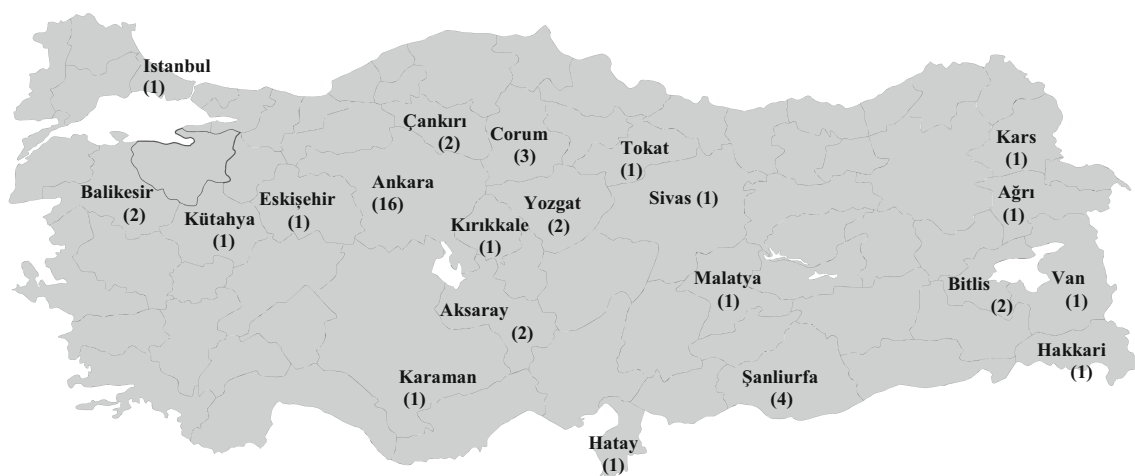 Istanbul
(1)
Çankırı
(2)
Corum
(3)
Tokat
(1)
Kars
(1)
Balikesir
(2)
Kütahya
(1)
Eskişehir
(1)
Ankara
(16)
Kırıkkale
(1)
Yozgat
(2)
Sivas (1)
Ağrı
(1)
Malatya
(1)
Bitlis
(2)
Van
(1)
Aksaray
(2)
Hakkari
(1)
Karaman
(1)
Şanliurfa
(4)
Hatay
(1)